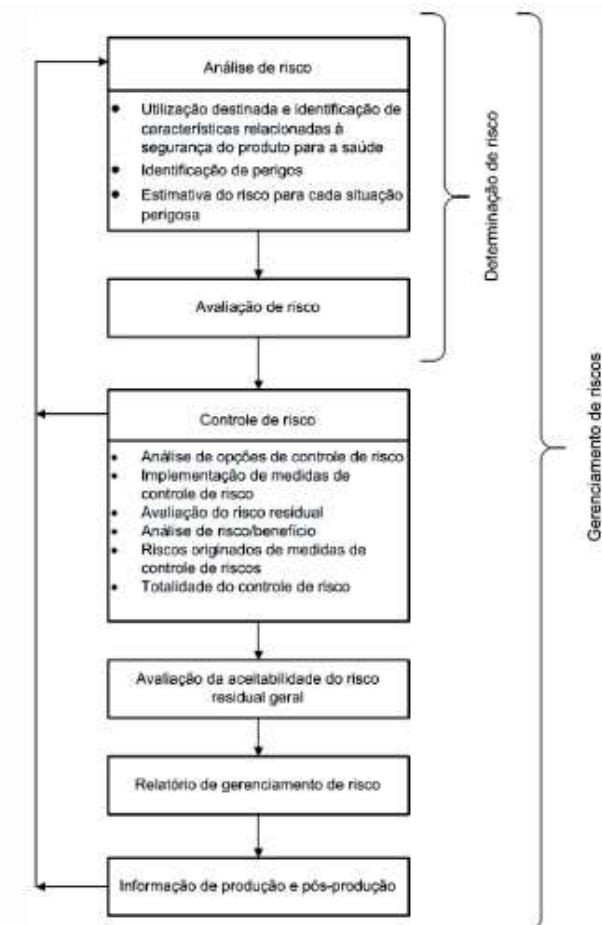 Análise de risco
• Utilização destinada e identificação de
características relacionadas à
segurança do produto para a saúde
• Identificação de perigos
• Estimativa do risco para cada situação
perigosa
Avaliação de risco
Determinação de risco
Controle de risco
• Análise de opções de controle de risco
• Implementação de medidas de
controle de risco
• Avaliação do risco residual
• Análise de risco/benefício
• Riscos originados de medidas de
controle de riscos
• Totalidade do controle de risco
Avaliação da aceitabilidade do risco
residual geral
Relatório de gerenciamento de risco
Informação de produção e pós-produção
Gerenciamento de riscos